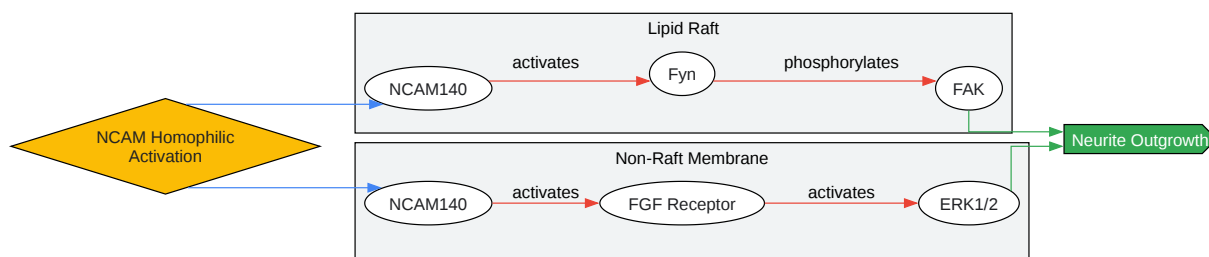 Lipid Raft
activates
phosphorylates
NCAM140
Fyn
FAK
NCAM Homophilic
Activation
Neurite Outgrowth
Non-Raft Membrane
activates
activates
NCAM140
FGF Receptor
ERK1/2